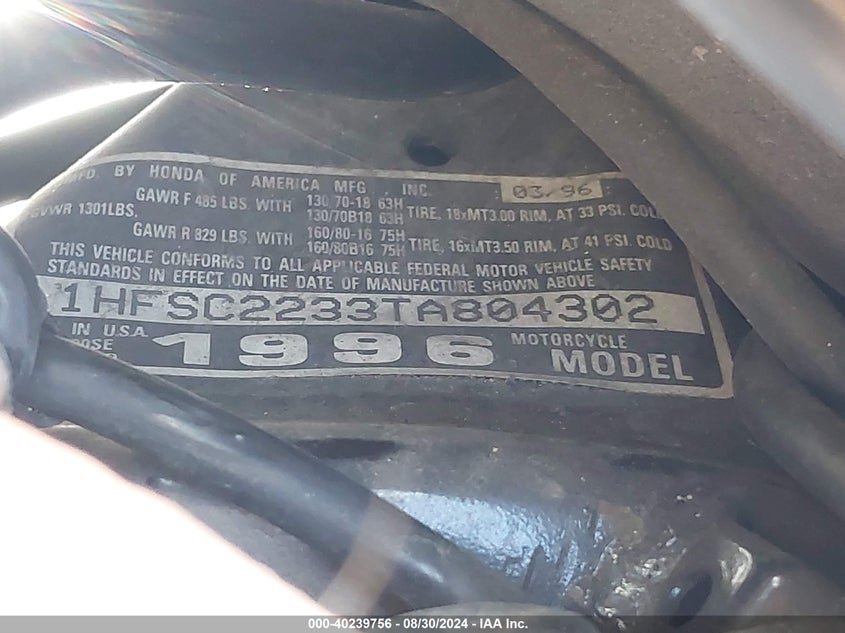 MFD. BY HONDA OF AMERICA MFG., INC. 03/96
GAWR F 485 LBS. WITH 130/70-18 63H
130/70B18 63H TIRE, 18xMT3.00 RIM, AT 33 PSI. COLD
GVWR 1301LBS.
GAWR R 829 LBS. WITH 160/80-16 75H
160/80B16 75H TIRE, 16xMT3.50 RIM, AT 41 PSI. COLD
THIS VEHICLE CONFORMS TO ALL APPLICABLE FEDERAL MOTOR VEHICLE SAFETY
STANDARDS IN EFFECT ON THE DATE OF MANUFACTURE SHOWN ABOVE
1HFSC2233TA804302
IN U.S.A.
1996 MOTORCYCLE
MODEL
000-40239756 - 08/30/2024 - IAA Inc.